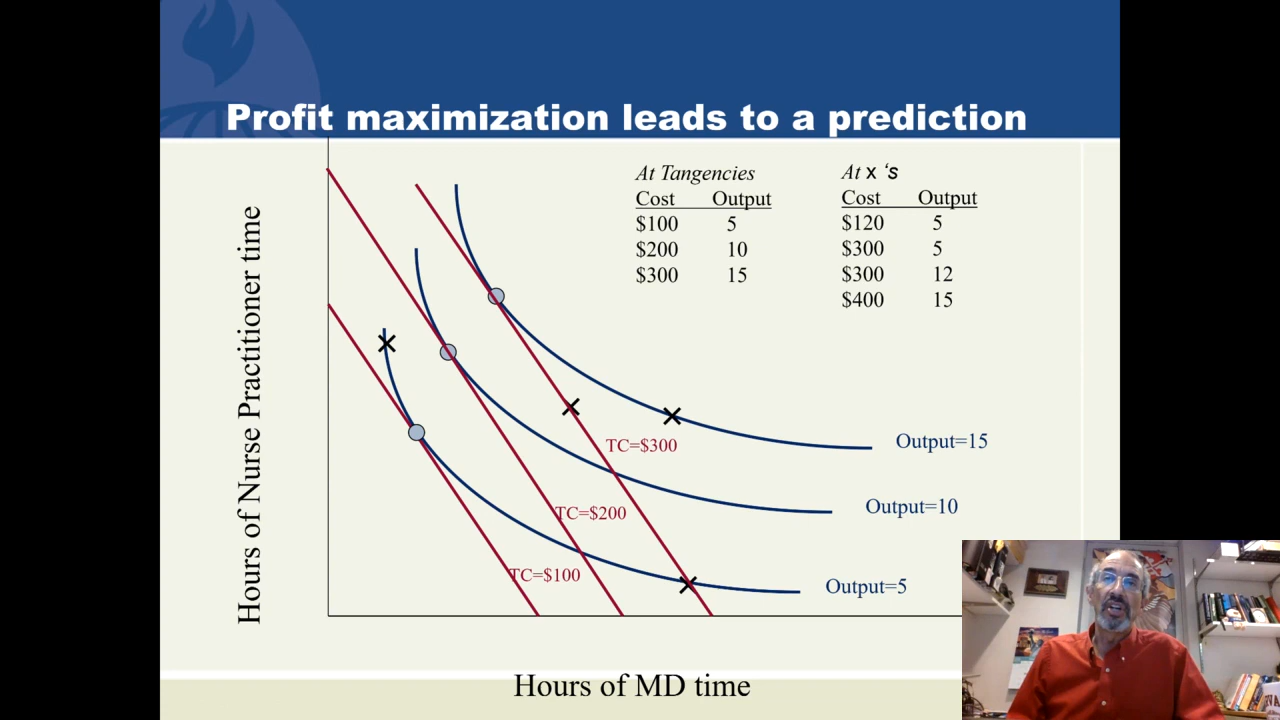 Profit maximization leads to a prediction
Hours of Nurse Practitioner time
At Tangencies
Cost Output
$100 5
$200 10
$300 15
At x ‘s
Cost Output
$120 5
$300 5
$300 12
$400 15
TC=$300
TC=$200
TC=$100
Output=15
Output=10
Output=5
Hours of MD time